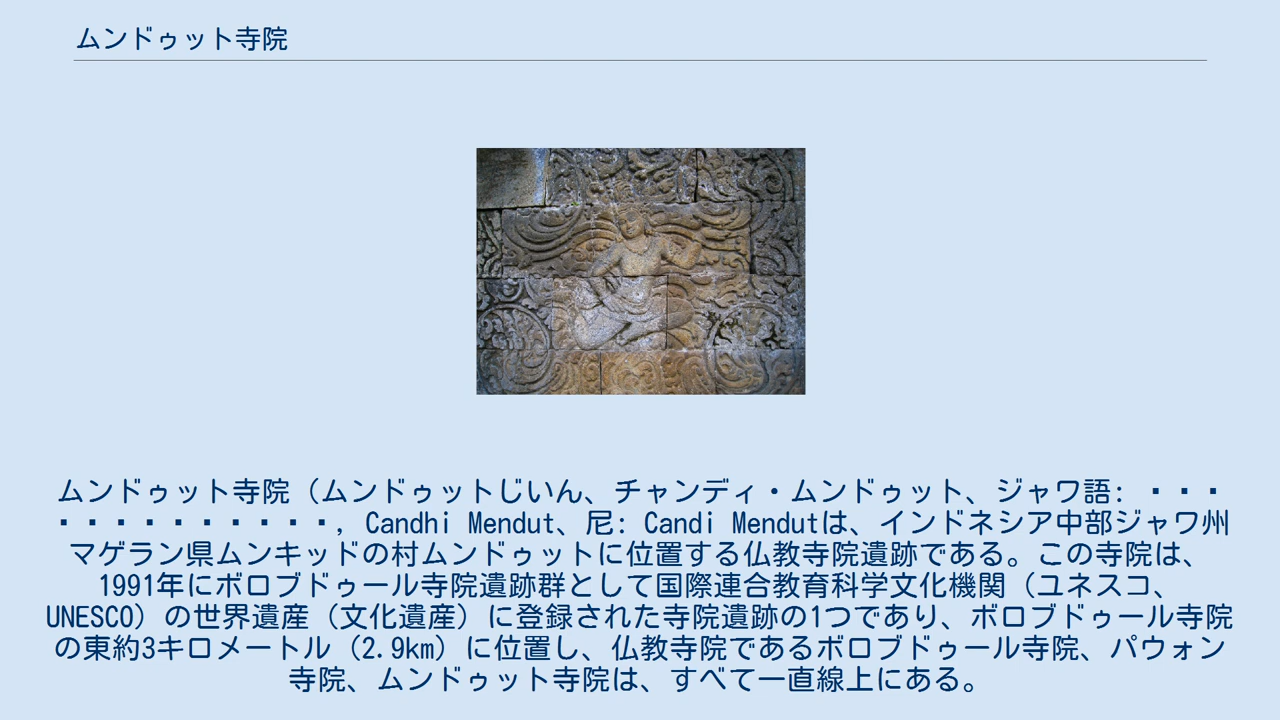 ムンドゥット寺院
ムンドゥット寺院（ムンドゥットじいん、チャンディ・ムンドゥット、ジャワ語: ・・・
・・・・・・・・・・・・, Candhi Mendut、尼: Candi Mendutは、インドネシア中部ジャワ州
マゲラン県ムンキッドの村ムンドゥットに位置する仏教寺院遺跡である。この寺院は、
1991年にボロブドゥール寺院遺跡群として国際連合教育科学文化機関（ユネスコ、
UNESCO）の世界遺産（文化遺産）に登録された寺院遺跡の1つであり、ボロブドゥール寺院
の東約3キロメートル（2.9km）に位置し、仏教寺院であるボロブドゥール寺院、パウォン
寺院、ムンドゥット寺院は、すべて一直線上にある。